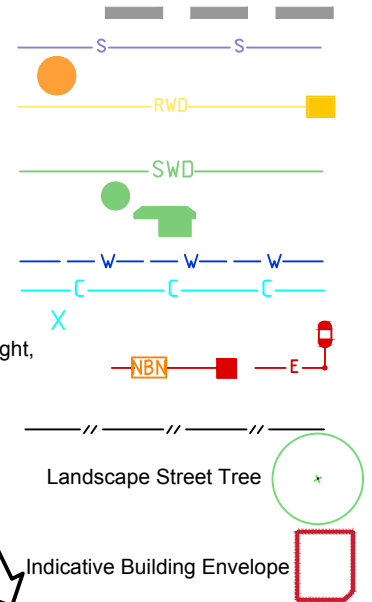 S S
RWD
SWD
W W W
C C C
X
ght,
NBN E
// // //
Landscape Street Tree
Indicative Building Envelope